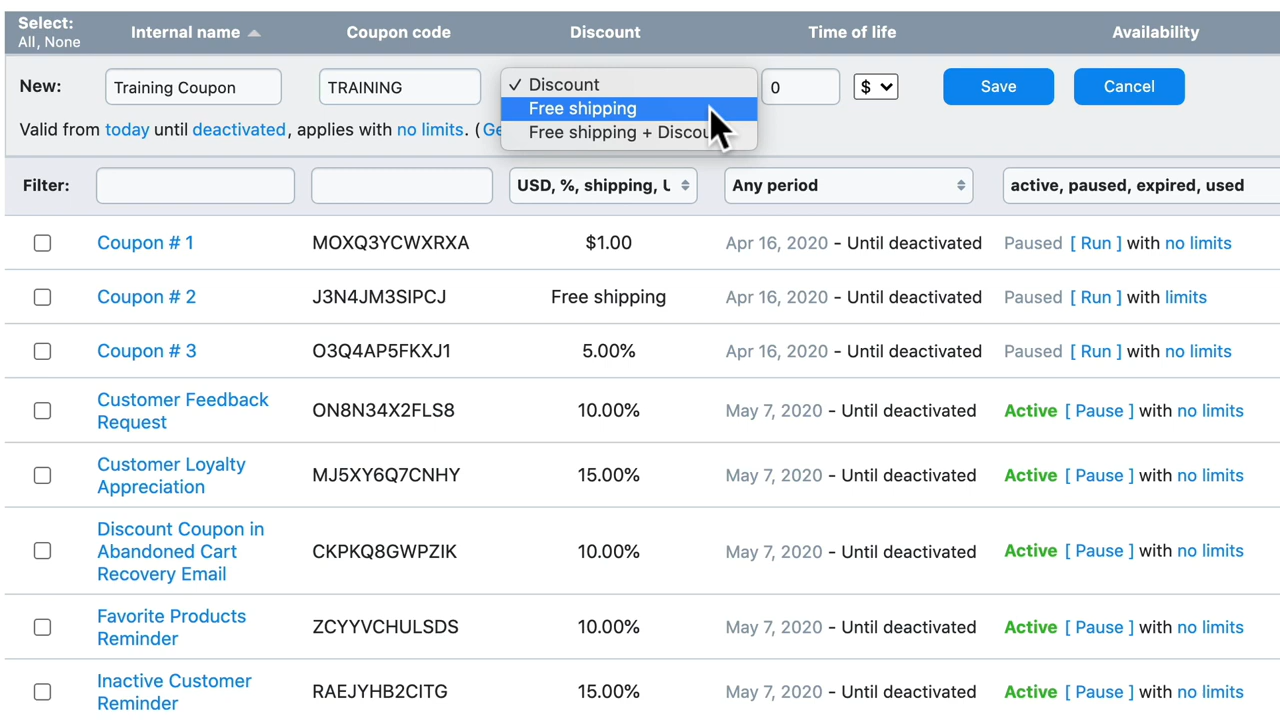 Select:
All, None
Internal name
Coupon code
Discount
Time of life
Availability
New:
Training Coupon
TRAINING
✓ Discount
Free shipping
Free shipping +
0
$
Save
Cancel
Valid from today until deactivated, applies with no limits. (
Filter:
USD, %, shipping,
Any period
active, paused, expired, used
Coupon # 1 MOXQ3YCWXRXA $1.00 Apr 16, 2020 - Until deactivated Paused [ Run ] with no limits
Coupon # 2 J3N4JM3SIPCJ Free shipping Apr 16, 2020 - Until deactivated Paused [ Run ] with limits
Coupon # 3 O3Q4AP5FKXJ1 5.00% Apr 16, 2020 - Until deactivated Paused [ Run ] with no limits
Customer Feedback
Request
ON8N34X2FLS8 10.00% May 7, 2020 - Until deactivated Active [ Pause ] with no limits
Customer Loyalty
Appreciation
MJ5XY6Q7CNHY 15.00% May 7, 2020 - Until deactivated Active [ Pause ] with no limits
Discount Coupon in
Abandoned Cart
Recovery Email
CKPKQ8GWPZIK 10.00% May 7, 2020 - Until deactivated Active [ Pause ] with no limits
Favorite Products
Reminder
ZCYYVCHULSDS 10.00% May 7, 2020 - Until deactivated Active [ Pause ] with no limits
Inactive Customer
Reminder
RAEJYHB2CITG 15.00% May 7, 2020 - Until deactivated Active [ Pause ] with no limits